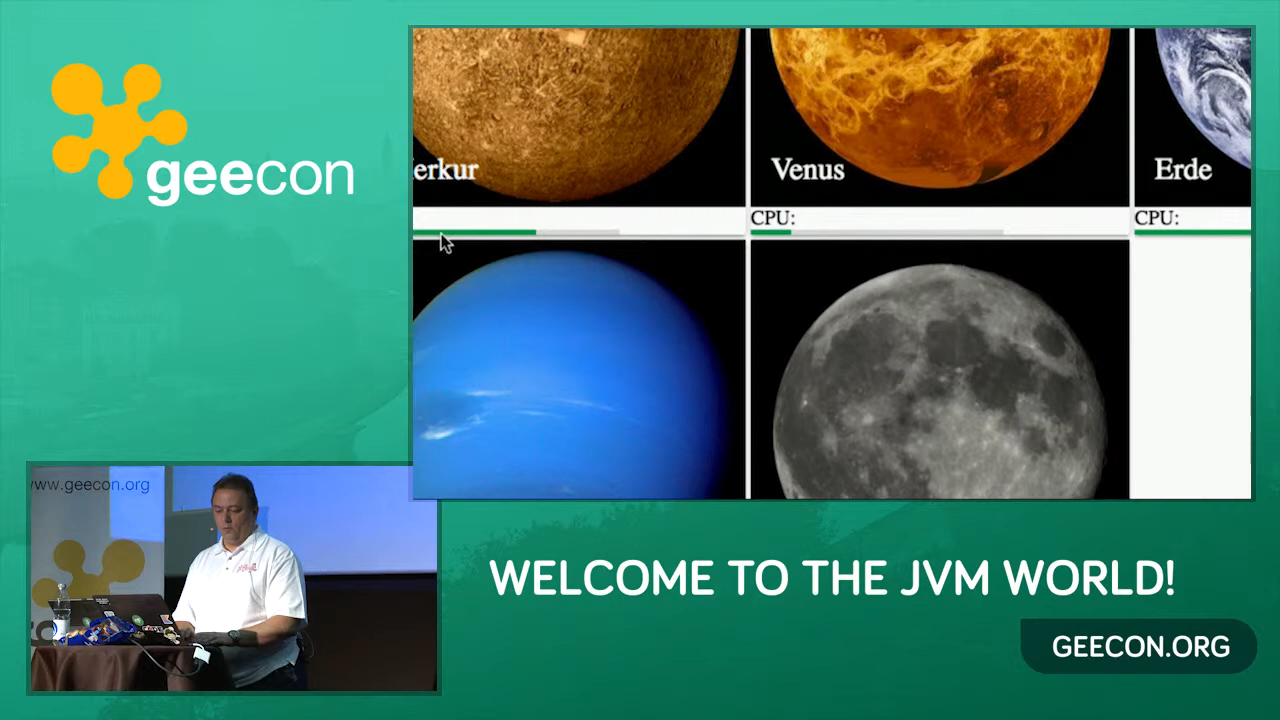 geecon
erkur
Venus
Erde
CPU:
CPU:
www.geecon.org
WELCOME TO THE JVM WORLD!
GEECON.ORG